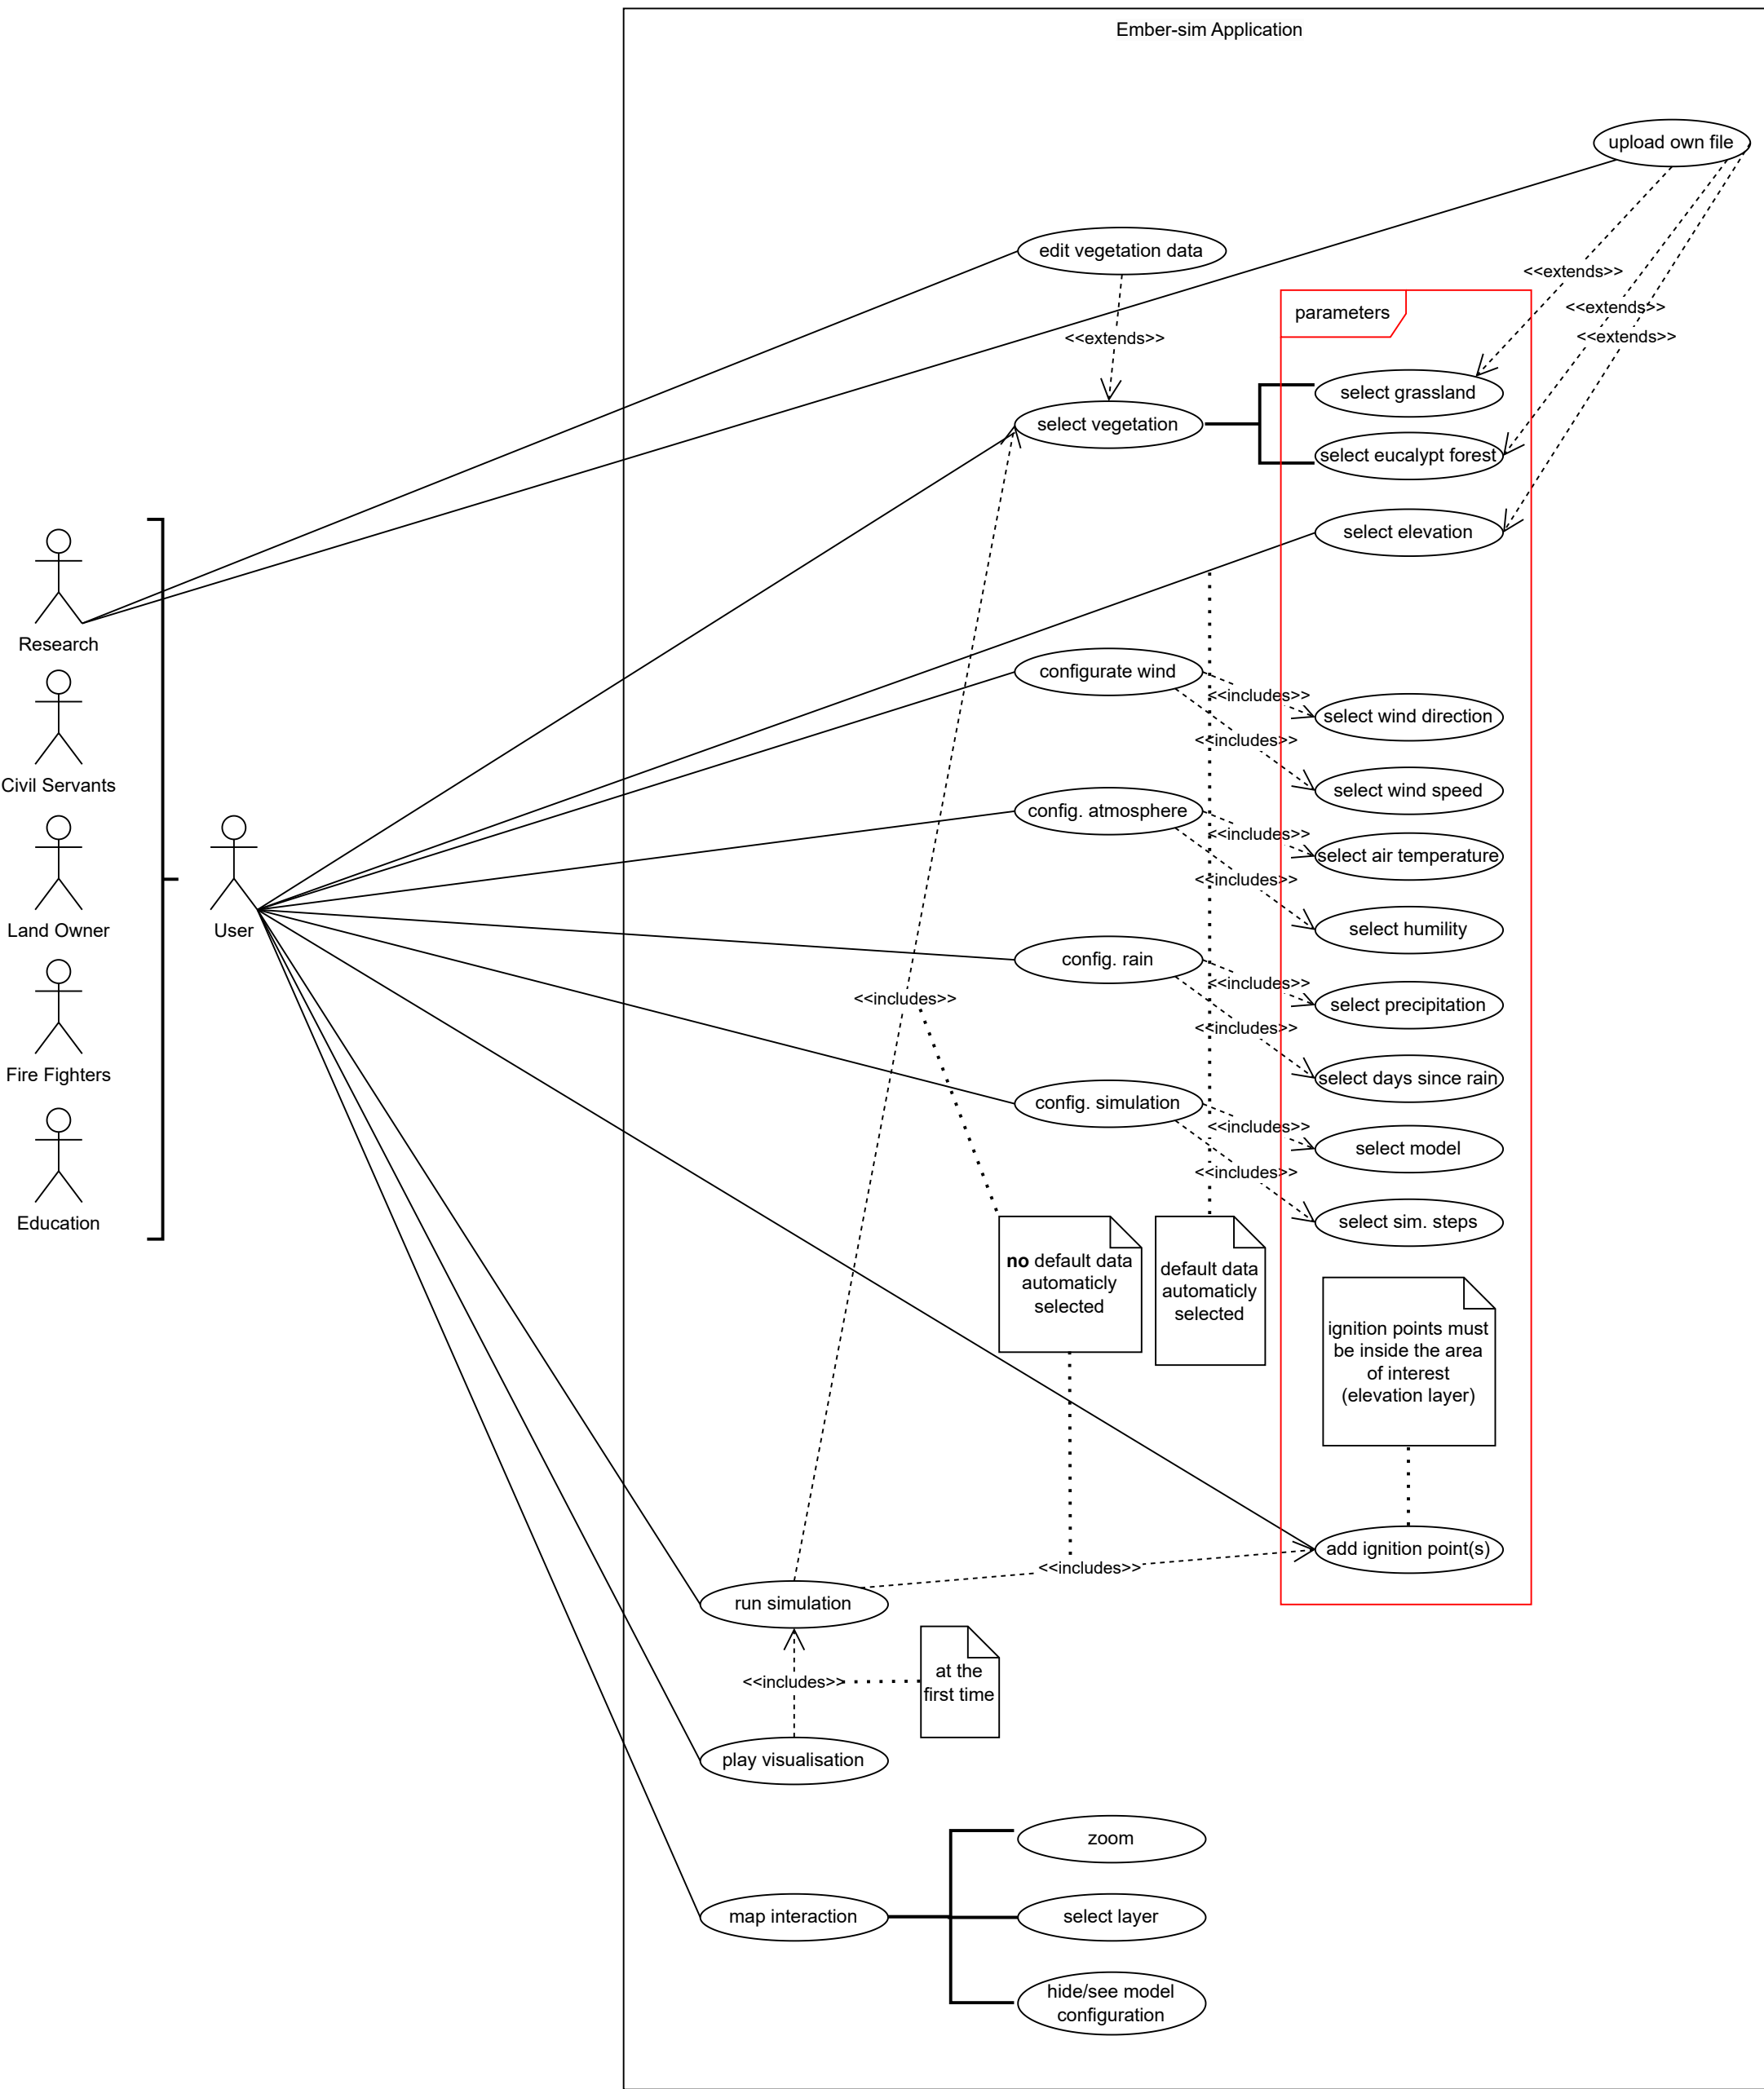 Ember-sim Application
upload own file
edit vegetation data
<<extends>>
<<extends>>
<<extends>>
<<extends>>
parameters
select grassland
select vegetation
select eucalypt forest
select elevation
Research
configurate wind
<<includes>>
select wind direction
<<includes>>
select wind speed
Civil Servants
config. atmosphere
<<includes>>
select air temperature
<<includes>>
select humility
Land Owner
User
config. rain
<<includes>>
<<includes>>
select precipitation
<<includes>>
select days since rain
Fire Fighters
config. simulation
<<includes>>
select model
<<includes>>
select sim. steps
Education
no default data
automaticly
selected
default data
automaticly
selected
ignition points must
be inside the area
of interest
(elevation layer)
add ignition point(s)
<<includes>>
run simulation
<<includes>>
at the
first time
play visualisation
zoom
map interaction
select layer
hide/see model
configuration